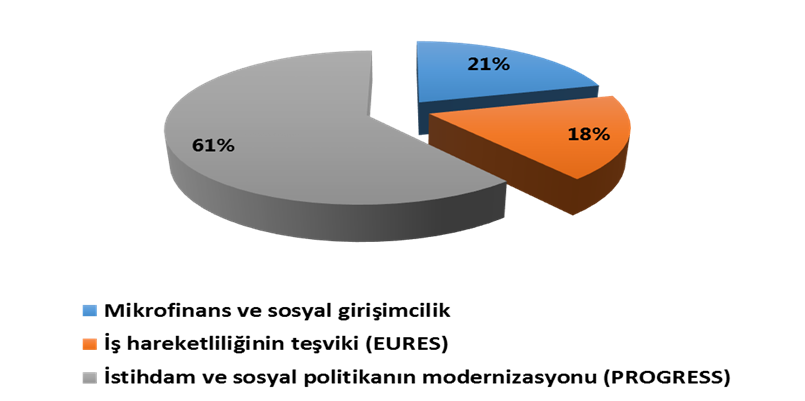 21%
18%
61%
Mikrofinans ve sosyal girişimcilik
İş hareketliliğinin teşviki (EURES)
İstihdam ve sosyal politikanın modernizasyonu (PROGRESS)